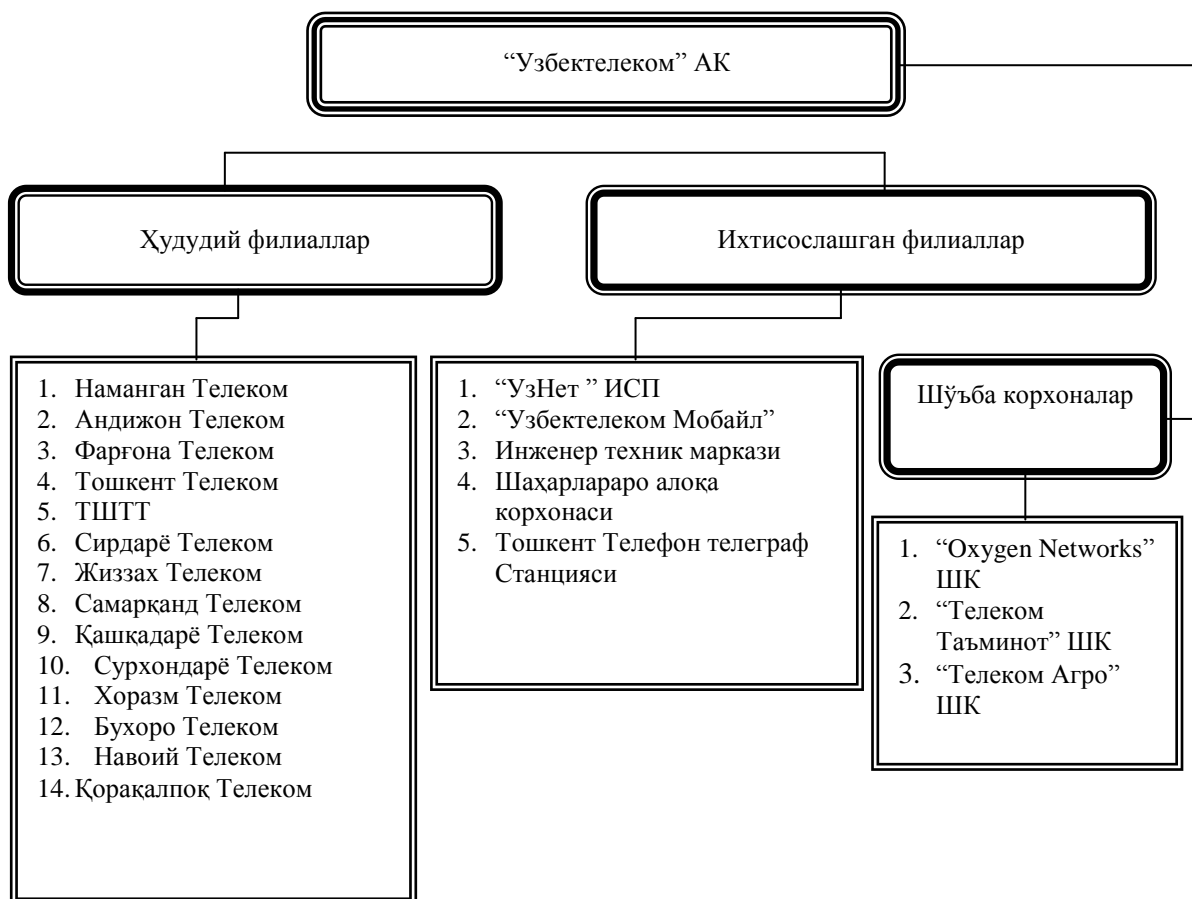 “Узбектелеком” АК
Ҳудудий филиаллар
Ихтисослашган филиаллар
1. Наманган Телеком
2. Андижон Телеком
3. Фарғона Телеком
4. Тошкент Телеком
5. ТШТТ
6. Сирдарё Телеком
7. Жиззах Телеком
8. Самарқанд Телеком
9. Қашқадарё Телеком
10. Сурхондарё Телеком
11. Хоразм Телеком
12. Бухоро Телеком
13. Навоий Телеком
14. Қорақалпоқ Телеком
1. “УзНет ” ИСП
2. “Узбектелеком Мобайл”
3. Инженер техник маркази
4. Шаҳарлараро алоқа
корхонаси
5. Тошкент Телефон телеграф
Станцияси
Шўъба корхоналар
1. “Oxygen Networks”
ШК
2. “Телеком
Таъминот” ШК
3. “Телеком Агро”
ШК